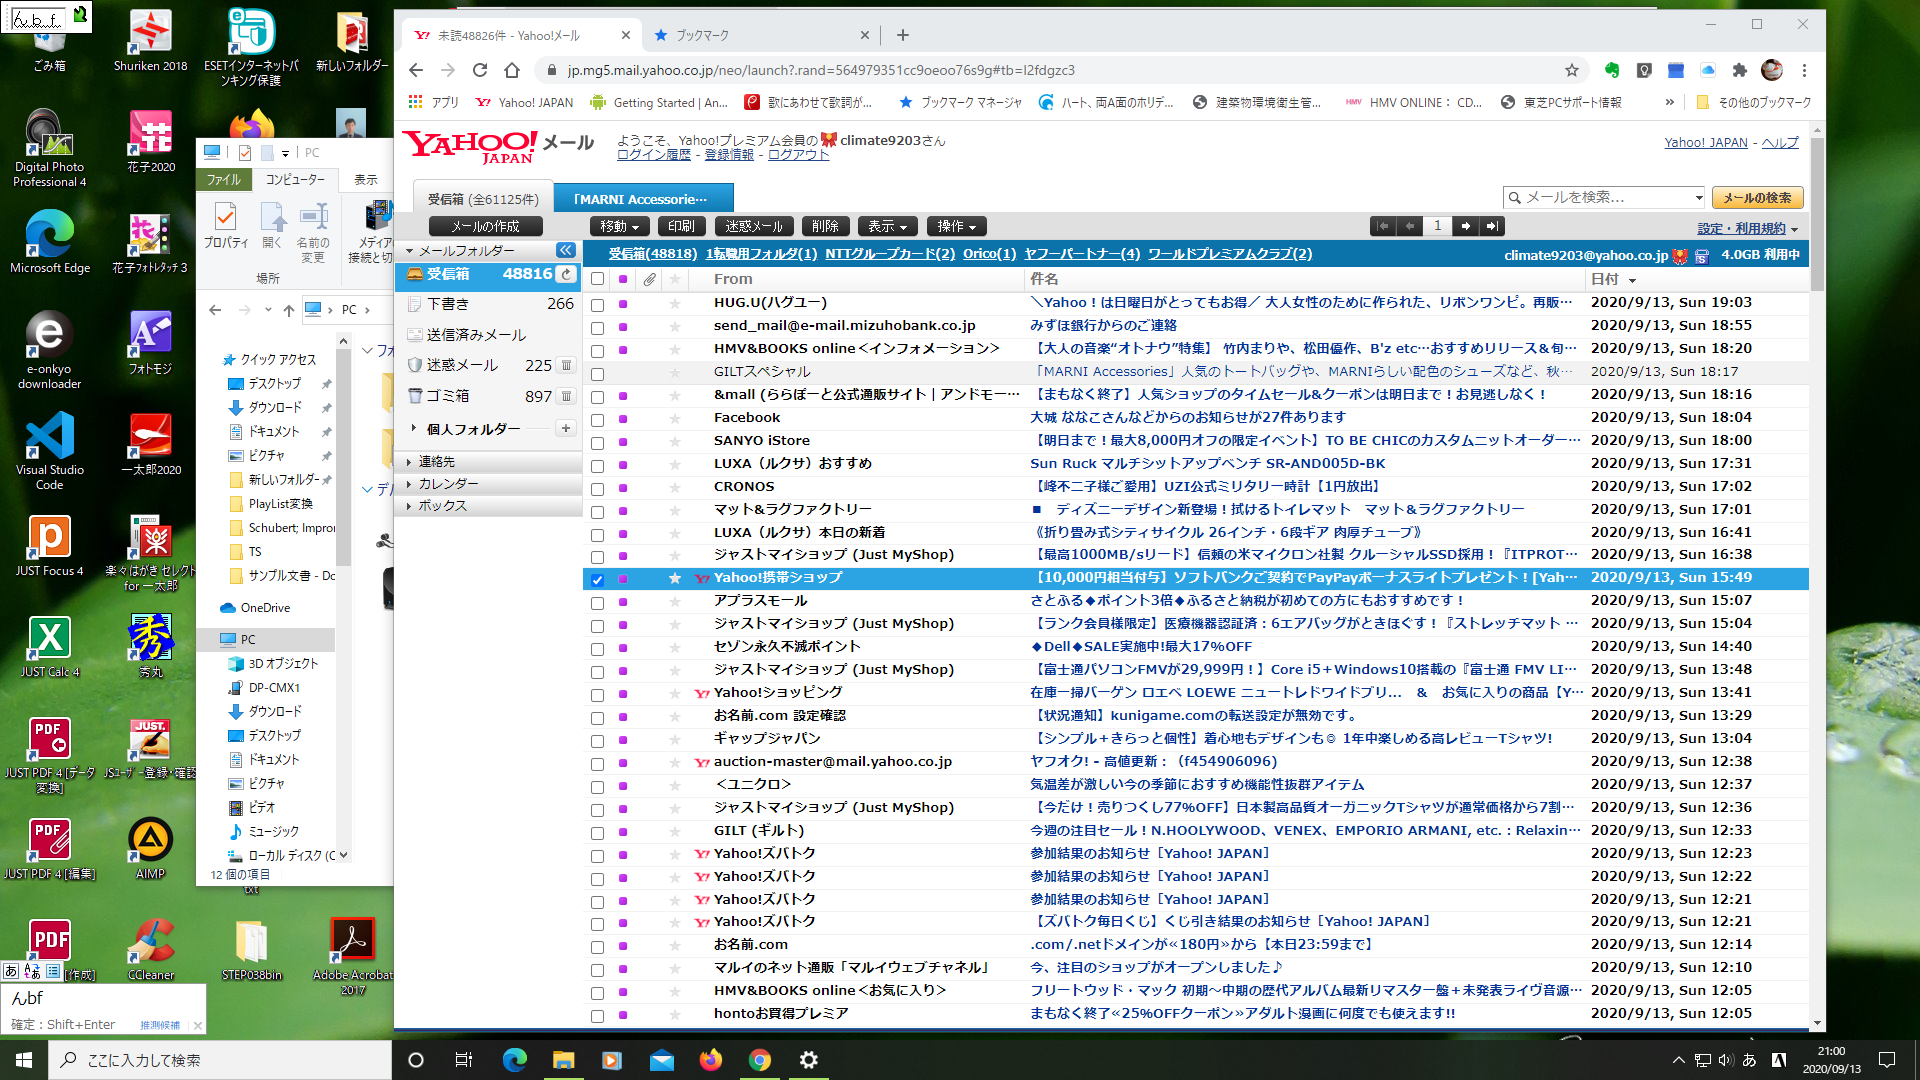 んbf
ごみ箱
Shuriken 2018
ESETインターネットバンキング保護
新しいフォルダー
Digital Photo Professional 4
花子2020
Microsoft Edge
花子フォトレタッチ3
e-onkyo downloader
フォトモジ
Visual Studio Code
一太郎2020
JUST Focus 4
楽々はがき セレクト for 一太郎
JUST Calc 4
秀丸
JUST PDF 4 [データ変換]
JSユーザー登録・確認
JUST PDF 4 [編集]
AIMP
[作成]
CCleaner
STEP038bin
Adobe Acrobat 2017
txt
んbf
確定：Shift+Enter 推測候補
PC
ファイル コンピューター 表示
プロパティ 開く 名前の変更
場所
PC
クイック アクセス
デスクトップ
ダウンロード
ドキュメント
ピクチャ
新しいフォルダー
PlayList変換
TS
OneDrive
PC
3D オブジェクト
DP-CMX1
ダウンロード
デスクトップ
ドキュメント
ピクチャ
ビデオ
ミュージック
ローカル ディスク (C
12 個の項目
未読48826件 - Yahoo!メール
ブックマーク
jp.mg5.mail.yahoo.co.jp/neo/launch?.rand=564979351cc9oeoo76s9g#tb=l2fdgzc3
アプリ Yahoo! JAPAN Getting Started | An... 歌にあわせて歌詞が... ブックマーク マネージャ ハート、両A面のホリデ... 建築物環境衛生管... HMV ONLINE： CD... 東芝PCサポート情報 » その他のブックマーク
YAHOO! JAPAN メール
ようこそ、Yahoo!プレミアム会員の climate9203さん
ログイン履歴 - 登録情報 - ログアウト
Yahoo! JAPAN - ヘルプ
受信箱 (全61125件)
「MARNI Accessorie…
メールを検索...
メールの検索
メールの作成 移動 印刷 迷惑メール 削除 表示 操作 1 設定・利用規約
メールフォルダー
受信箱 48816
下書き 266
送信済みメール
迷惑メール 225
ゴミ箱 897
個人フォルダー
連絡先
カレンダー
ボックス
受信箱(48818) 1転職用フォルダ(1) NTTグループカード(2) Orico(1) ヤフーパートナー(4) ワールドプレミアムクラブ(2) climate9203@yahoo.co.jp 4.0GB 利用中
From 件名 日付
HUG.U(ハグユー) ＼Yahoo！は日曜日がとってもお得／ 大人女性のために作られた、リボンワンピ。再販… 2020/9/13, Sun 19:03
send_mail@e-mail.mizuhobank.co.jp みずほ銀行からのご連絡 2020/9/13, Sun 18:55
HMV&BOOKS online＜インフォメーション＞ 【大人の音楽“オトナウ”特集】 竹内まりや、松田優作、B'z etc…おすすめリリース＆旬… 2020/9/13, Sun 18:20
GILTスペシャル 「MARNI Accessories」人気のトートバッグや、MARNIらしい配色のシューズなど、秋… 2020/9/13, Sun 18:17
&mall (ららぽーと公式通販サイト｜アンドモー… 【まもなく終了】人気ショップのタイムセール&クーポンは明日まで！お見逃しなく！ 2020/9/13, Sun 18:16
Facebook 大城 ななこさんなどからのお知らせが27件あります 2020/9/13, Sun 18:04
SANYO iStore 【明日まで！最大8,000円オフの限定イベント】TO BE CHICのカスタムニットオーダー… 2020/9/13, Sun 18:00
LUXA（ルクサ）おすすめ Sun Ruck マルチシットアップベンチ SR-AND005D-BK 2020/9/13, Sun 17:31
CRONOS 【峰不二子様ご愛用】UZI公式ミリタリー時計【1円放出】 2020/9/13, Sun 17:02
マット&ラグファクトリー ■　ディズニーデザイン新登場！拭けるトイレマット　マット&ラグファクトリー 2020/9/13, Sun 17:01
LUXA（ルクサ）本日の新着 《折り畳み式シティサイクル 26インチ・6段ギア 肉厚チューブ》 2020/9/13, Sun 16:41
ジャストマイショップ (Just MyShop) 【最高1000MB/sリード】信頼の米マイクロン社製 クルーシャルSSD採用！『ITPROT… 2020/9/13, Sun 16:38
Yahoo!携帯ショップ 【10,000円相当付与】ソフトバンクご契約でPayPayボーナスライトプレゼント！[Yah… 2020/9/13, Sun 15:49
アプラスモール さとふる◆ポイント3倍◆ふるさと納税が初めての方にもおすすめです！ 2020/9/13, Sun 15:07
ジャストマイショップ (Just MyShop) 【ランク会員様限定】医療機器認証済：6エアバッグがときほぐす！『ストレッチマット … 2020/9/13, Sun 15:04
セゾン永久不滅ポイント ◆Dell◆SALE実施中!最大17%OFF 2020/9/13, Sun 14:40
ジャストマイショップ (Just MyShop) 【富士通パソコンFMVが29,999円！】Core i5＋Windows10搭載の『富士通 FMV LI… 2020/9/13, Sun 13:48
Yahoo!ショッピング 在庫一掃バーゲン ロエベ LOEWE ニュートレドワイドブリ... ＆ お気に入りの商品【Y… 2020/9/13, Sun 13:41
お名前.com 設定確認 【状況通知】kunigame.comの転送設定が無効です。 2020/9/13, Sun 13:29
ギャップジャパン 【シンプル＋きらっと個性】着心地もデザインも◎ 1年中楽しめる高レビューTシャツ! 2020/9/13, Sun 13:04
auction-master@mail.yahoo.co.jp ヤフオク! - 高値更新：（f454906096） 2020/9/13, Sun 12:38
＜ユニクロ＞ 気温差が激しい今の季節におすすめ機能性抜群アイテム 2020/9/13, Sun 12:37
ジャストマイショップ (Just MyShop) 【今だけ！売りつくし77%OFF】日本製高品質オーガニックTシャツが通常価格から7割… 2020/9/13, Sun 12:36
GILT (ギルト) 今週の注目セール！N.HOOLYWOOD、VENEX、EMPORIO ARMANI, etc.：Relaxin… 2020/9/13, Sun 12:33
Yahoo!ズバトク 参加結果のお知らせ［Yahoo! JAPAN］ 2020/9/13, Sun 12:23
Yahoo!ズバトク 参加結果のお知らせ［Yahoo! JAPAN］ 2020/9/13, Sun 12:22
Yahoo!ズバトク 参加結果のお知らせ［Yahoo! JAPAN］ 2020/9/13, Sun 12:21
Yahoo!ズバトク 【ズバトク毎日くじ】くじ引き結果のお知らせ［Yahoo! JAPAN］ 2020/9/13, Sun 12:21
お名前.com .com/.netドメインが≪180円≫から【本日23:59まで】 2020/9/13, Sun 12:14
マルイのネット通販「マルイウェブチャネル」 今、注目のショップがオープンしました♪ 2020/9/13, Sun 12:10
HMV&BOOKS online＜お気に入り＞ フリートウッド・マック 初期～中期の歴代アルバム最新リマスター盤＋未発表ライヴ音源… 2020/9/13, Sun 12:05
hontoお買得プレミア まもなく終了≪25%OFFクーポン≫アダルト漫画に何度でも使えます!! 2020/9/13, Sun 12:05
ここに入力して検索
あ
21:00
2020/09/13